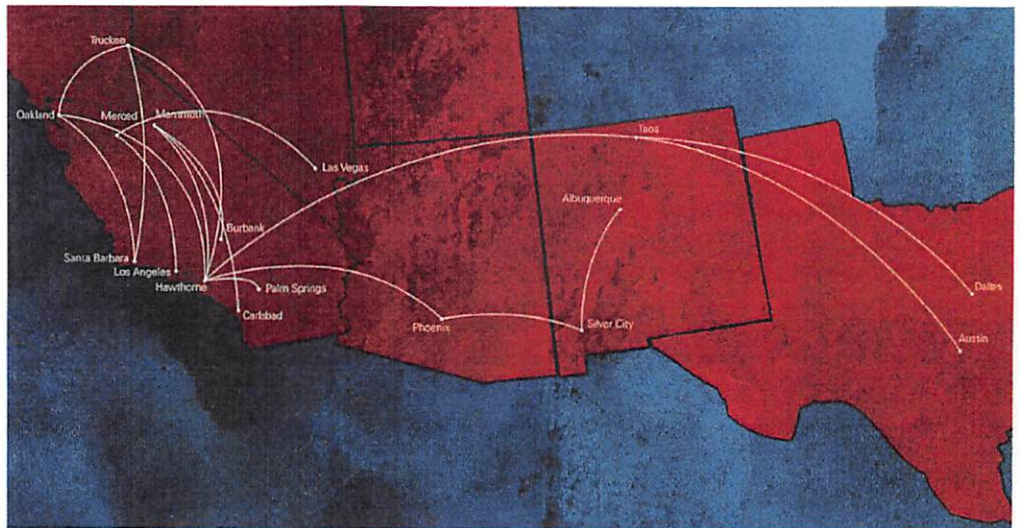 Truckee
Oakland
Merced
Mammoth
Las Vegas
Taos
Albuquerque
Burbank
Santa Barbara
Los Angeles
Hawthorne
Palm Springs
Carlsbad
Phoenix
Silver City
Dallas
Austin